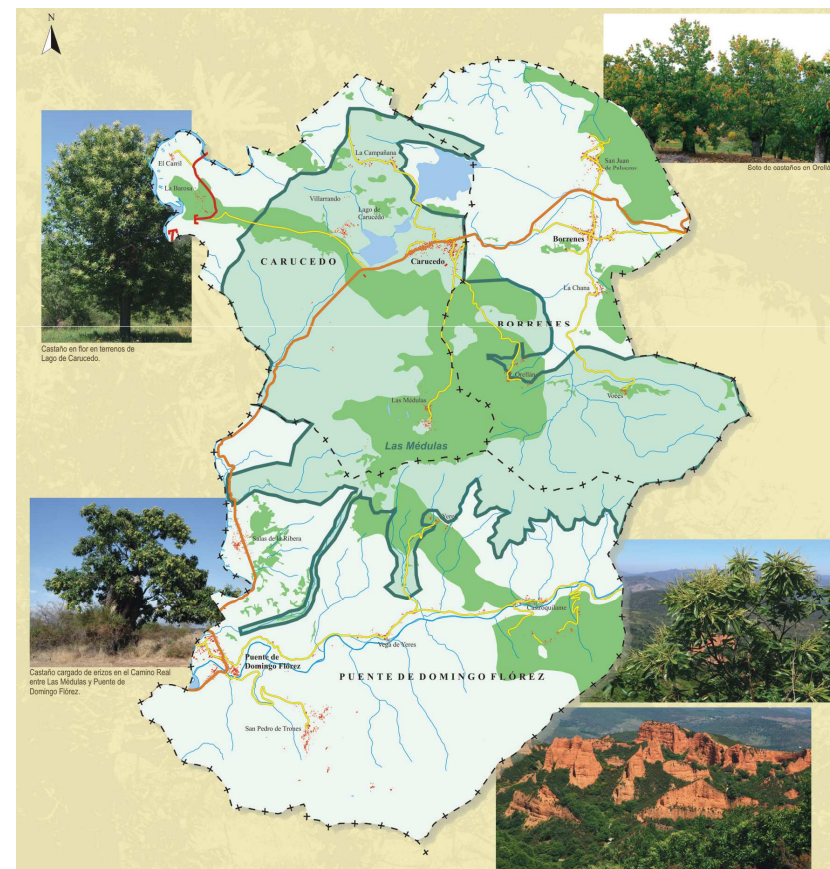 N
Soto de castaños en Orellá
El Carril
La Barosa
La Campañana
San Juan
de Paluezas
Villarrando
Lago de
Carucedo
CARUCEDO
Carucedo
Borrenes
La Chana
BORRENES
Castaño en flor en terrenos de
Lago de Carucedo.
Orellán
Voces
Las Médulas
Las Médulas
Yeres
Salas de la Ribera
Castroquilame
Vega de Yeres
Puente de
Domingo Flórez
PUENTE DE DOMINGO FLÓREZ
Castaño cargado de erizos en el Camino Real
entre Las Médulas y Puente de
Domingo Flórez.
San Pedro de Trones